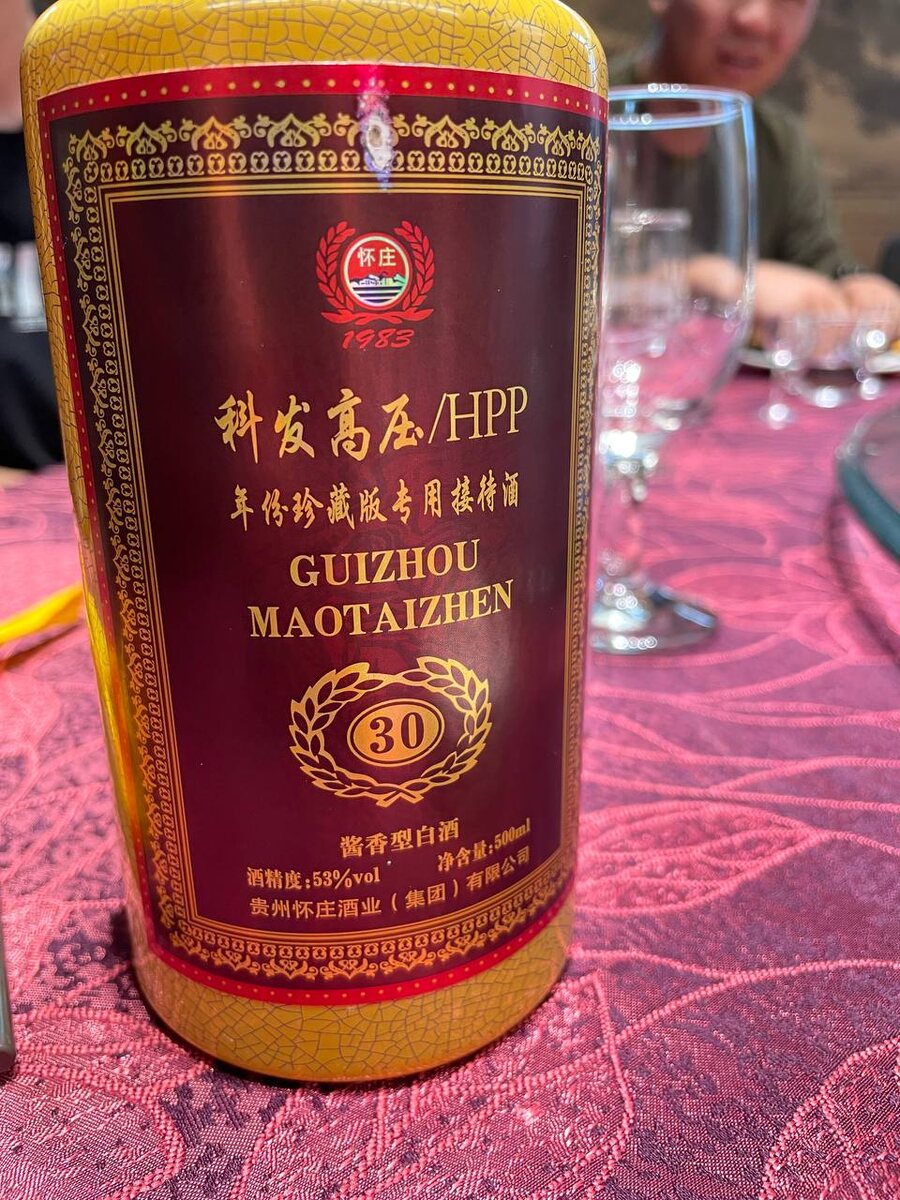 怀庄
1983
科发高压/HPP
年份珍藏版专用接待酒
GUIZHOU
MAOTAIZHEN
30
酱香型白酒
酒精度:53%vol 净含量:500ml
贵州怀庄酒业(集团)有限公司